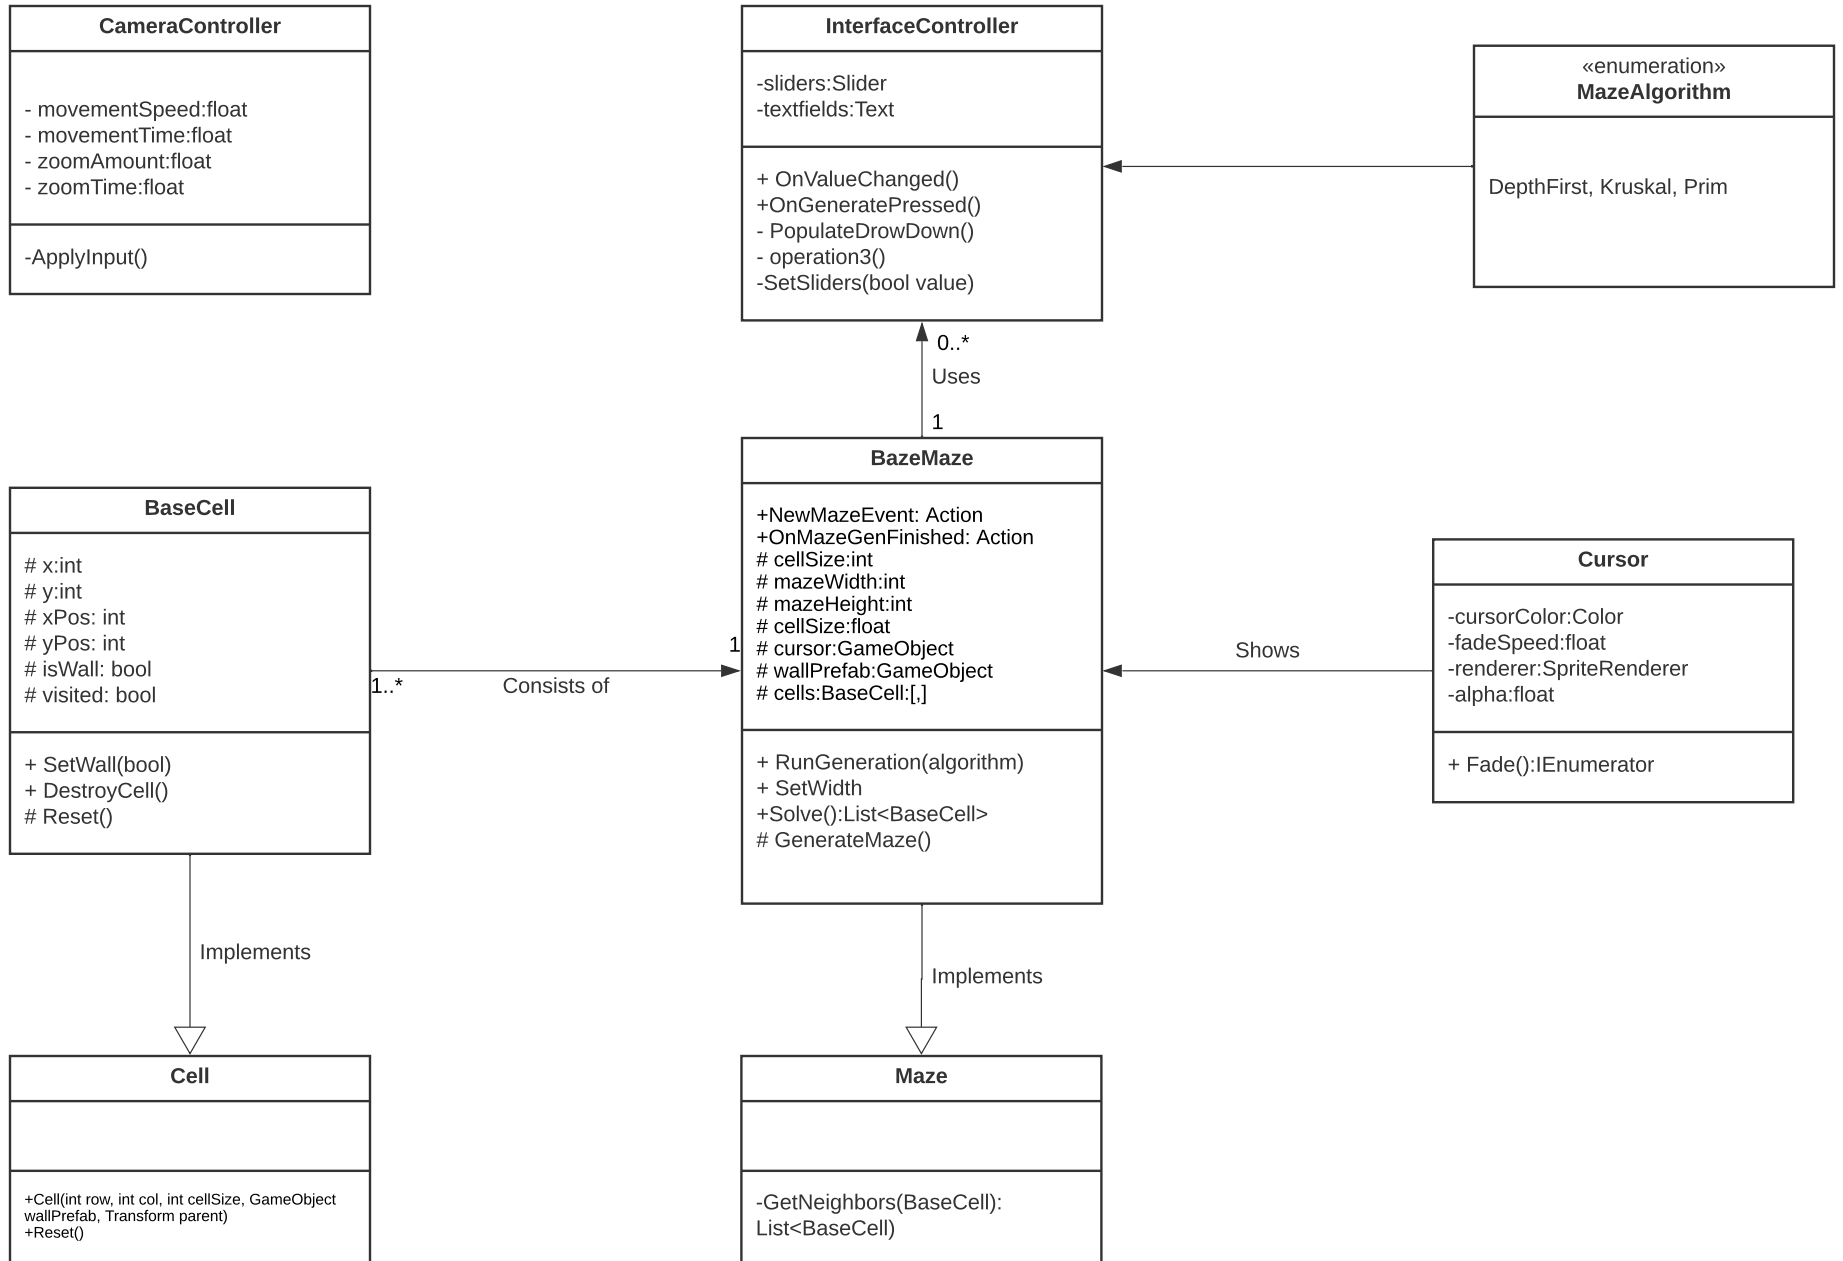 CameraController
- movementSpeed:float
- movementTime:float
- zoomAmount:float
- zoomTime:float
-ApplyInput()
InterfaceController
-sliders:Slider
-textfields:Text
+ OnValueChanged()
+OnGeneratePressed()
- PopulateDrowDown()
- operation3()
-SetSliders(bool value)
«enumeration»
MazeAlgorithm
DepthFirst, Kruskal, Prim
0..*
Uses
1
BaseCell
# x:int
# y:int
# xPos: int
# yPos: int
# isWall: bool
# visited: bool
+ SetWall(bool)
+ DestroyCell()
# Reset()
1..*
Consists of
1
BazeMaze
+NewMazeEvent: Action
+OnMazeGenFinished: Action
# cellSize:int
# mazeWidth:int
# mazeHeight:int
# cellSize:float
# cursor:GameObject
# wallPrefab:GameObject
# cells:BaseCell:[,]
+ RunGeneration(algorithm)
+ SetWidth
+Solve():List<BaseCell>
# GenerateMaze()
Shows
Cursor
-cursorColor:Color
-fadeSpeed:float
-renderer:SpriteRenderer
-alpha:float
+ Fade():IEnumerator
Implements
Implements
Cell
+Cell(int row, int col, int cellSize, GameObject
wallPrefab, Transform parent)
+Reset()
Maze
-GetNeighbors(BaseCell):
List<BaseCell)